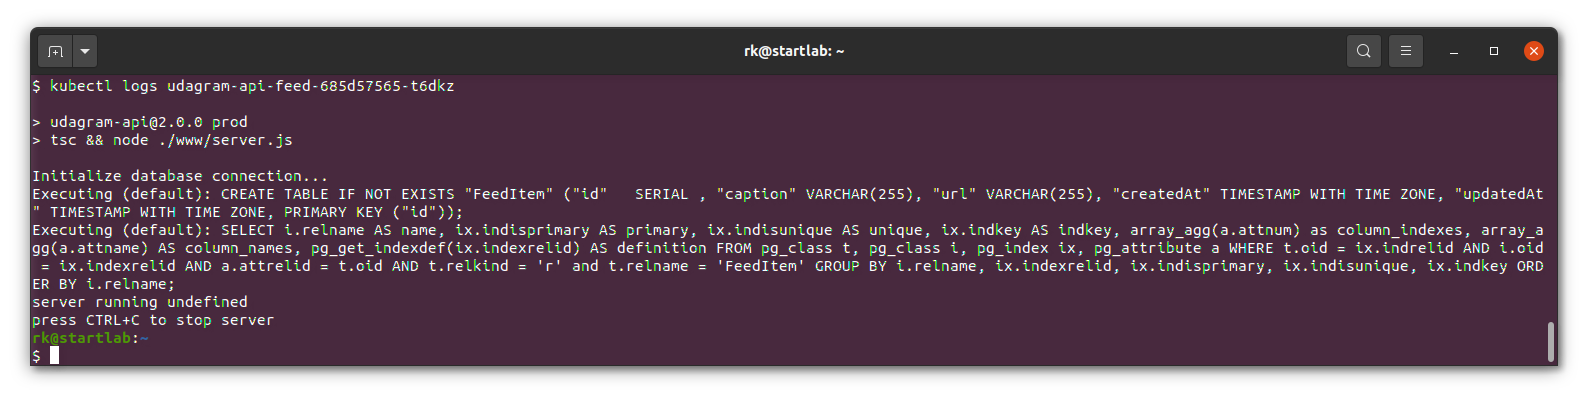 rk@startlab: ~
$ kubectl logs udagram-api-feed-685d57565-t6dkz
> udagram-api@2.0.0 prod
> tsc && node ./www/server.js
Initialize database connection...
Executing (default): CREATE TABLE IF NOT EXISTS "FeedItem" ("id"   SERIAL , "caption" VARCHAR(255), "url" VARCHAR(255), "createdAt" TIMESTAMP WITH TIME ZONE, "updatedAt
" TIMESTAMP WITH TIME ZONE, PRIMARY KEY ("id"));
Executing (default): SELECT i.relname AS name, ix.indisprimary AS primary, ix.indisunique AS unique, ix.indkey AS indkey, array_agg(a.attnum) as column_indexes, array_a
gg(a.attname) AS column_names, pg_get_indexdef(ix.indexrelid) AS definition FROM pg_class t, pg_class i, pg_index ix, pg_attribute a WHERE t.oid = ix.indrelid AND i.oid
 = ix.indexrelid AND a.attrelid = t.oid AND t.relkind = 'r' and t.relname = 'FeedItem' GROUP BY i.relname, ix.indexrelid, ix.indisprimary, ix.indisunique, ix.indkey ORD
ER BY i.relname;
server running undefined
press CTRL+C to stop server
rk@startlab:~
$